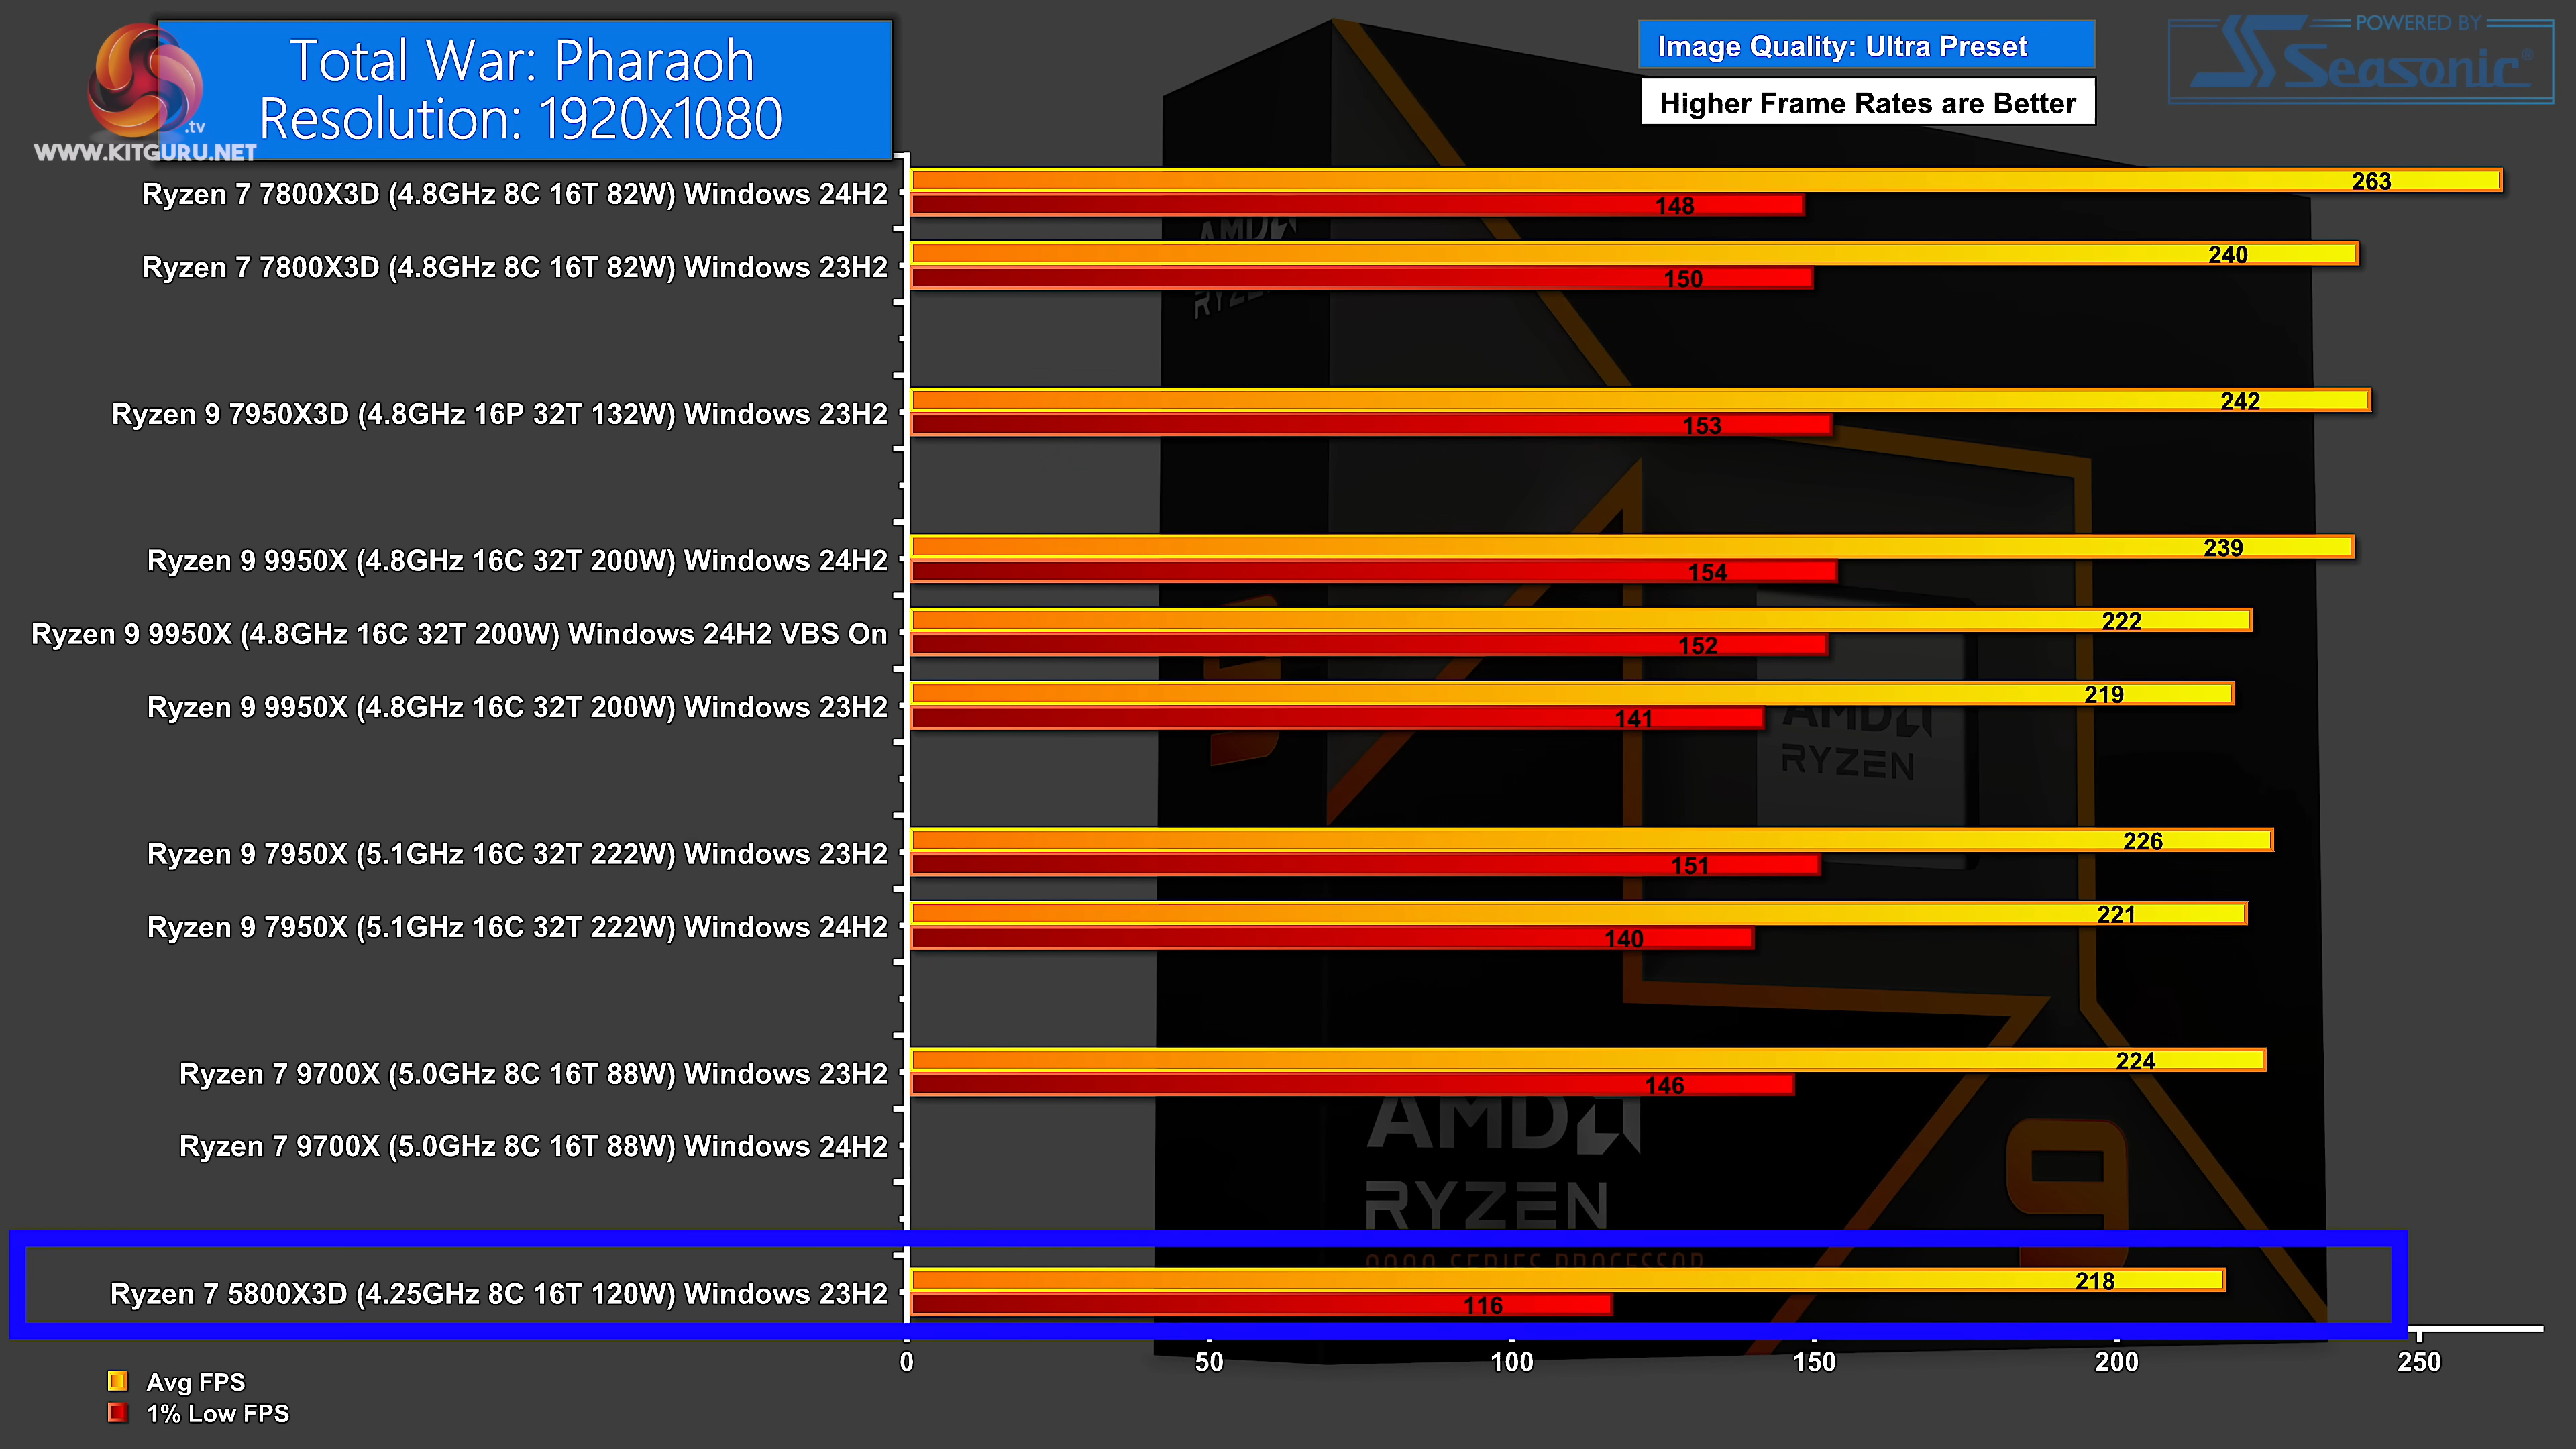 Total War: Pharaoh
Resolution: 1920x1080
.tv
WWW.KITGURU.NET
Image Quality: Ultra Preset
Higher Frame Rates are Better
POWERED BY
Seasonic®
Ryzen 7 7800X3D (4.8GHz 8C 16T 82W) Windows 24H2
263
148
AMD
Ryzen 7 7800X3D (4.8GHz 8C 16T 82W) Windows 23H2
240
150
RYZEN
Ryzen 9 7950X3D (4.8GHz 16P 32T 132W) Windows 23H2
242
153
Ryzen 9 9950X (4.8GHz 16C 32T 200W) Windows 24H2
239
154
Ryzen 9 9950X (4.8GHz 16C 32T 200W) Windows 24H2 VBS On
222
152
9
Ryzen 9 9950X (4.8GHz 16C 32T 200W) Windows 23H2
219
141
AMD
RYZEN
Ryzen 9 7950X (5.1GHz 16C 32T 222W) Windows 23H2
226
151
Ryzen 9 7950X (5.1GHz 16C 32T 222W) Windows 24H2
221
140
Ryzen 7 9700X (5.0GHz 8C 16T 88W) Windows 23H2
224
146
AMD
RYZEN
9000 SERIES PROCESSOR
9
Ryzen 7 9700X (5.0GHz 8C 16T 88W) Windows 24H2
Ryzen 7 5800X3D (4.25GHz 8C 16T 120W) Windows 23H2
218
116
0 50 100 150 200 250
Avg FPS
1% Low FPS